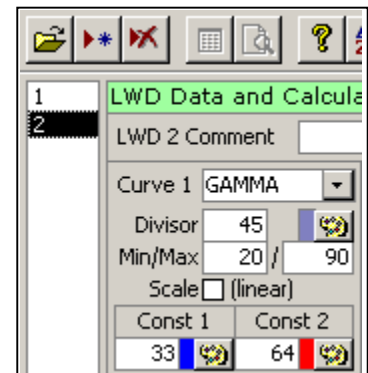 1
2
LWD Data and Calcula
LWD 2 Comment
Curve 1 GAMMA
Divisor 45
Min/Max 20 / 90
Scale (linear)
Const 1 Const 2
33 64